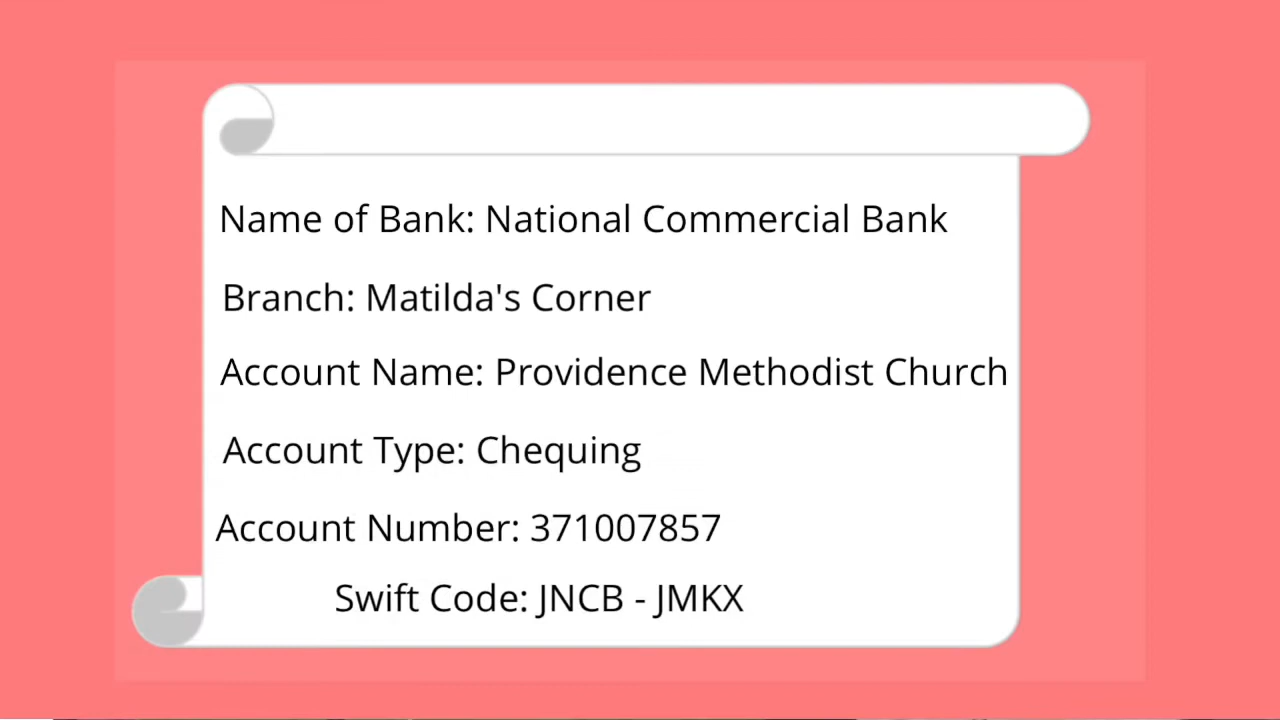 Name of Bank: National Commercial Bank
Branch: Matilda's Corner
Account Name: Providence Methodist Church
Account Type: Chequing
Account Number: 371007857
Swift Code: JNCB - JMKX